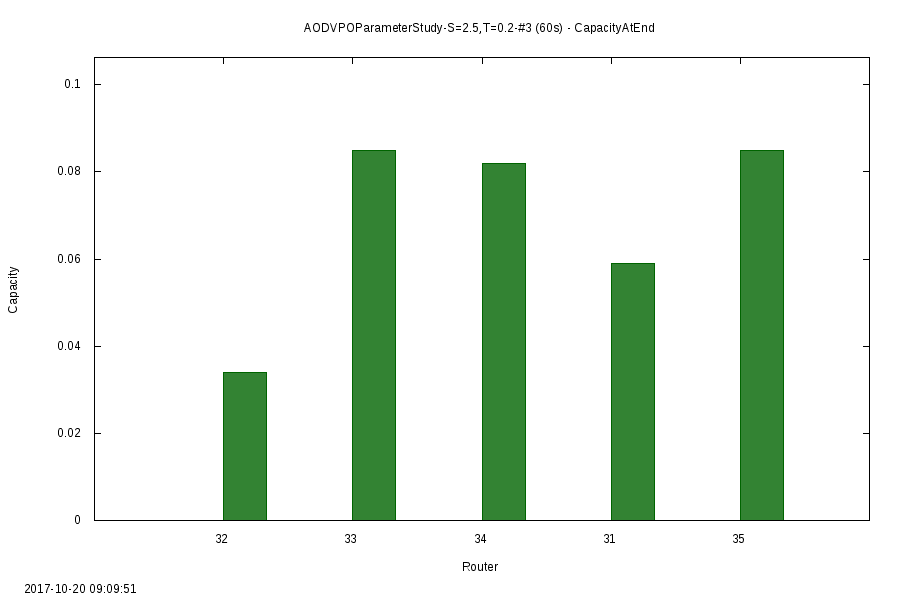 AODVPOParameterStudy-S=2.5,T=0.2-#3 (60s) - CapacityAtEnd
0.1
0.08
0.06
0.04
0.02
0
Capacity
32 33 34 31 35
Router
2017-10-20 09:09:51